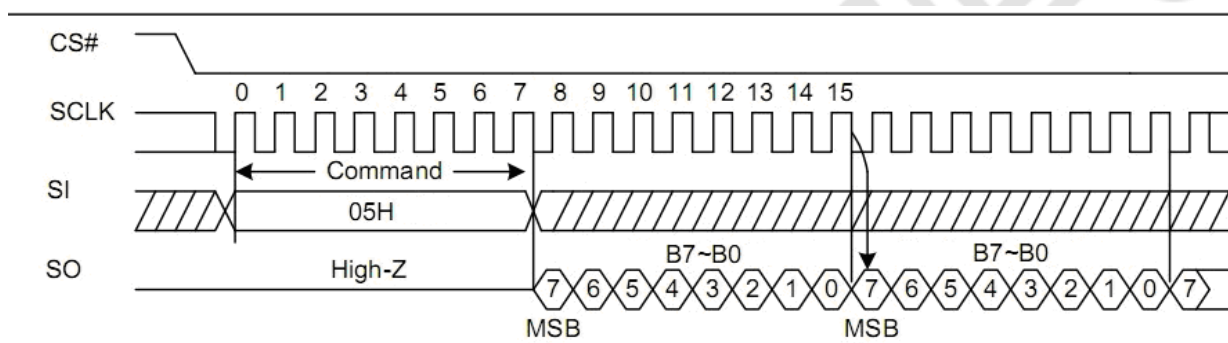 CS#
0 1 2 3 4 5 6 7 8 9 10 11 12 13 14 15
SCLK
Command
SI
05H
B7~B0 B7~B0
SO High-Z
7 6 5 4 3 2 1 0 7 6 5 4 3 2 1 0 7
MSB MSB